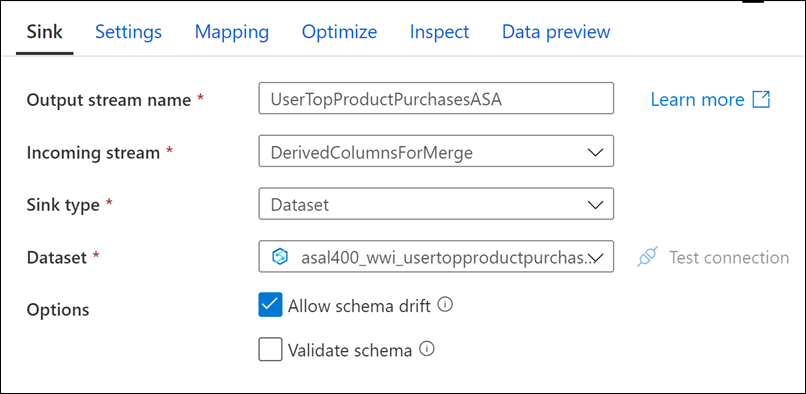 Sink Settings Mapping Optimize Inspect Data preview
Output stream name * UserTopProductPurchasesASA Learn more
Incoming stream * DerivedColumnsForMerge
Sink type * Dataset
Dataset * asal400_wwi_usertopproductpurchas... Test connection
Options Allow schema drift
Validate schema